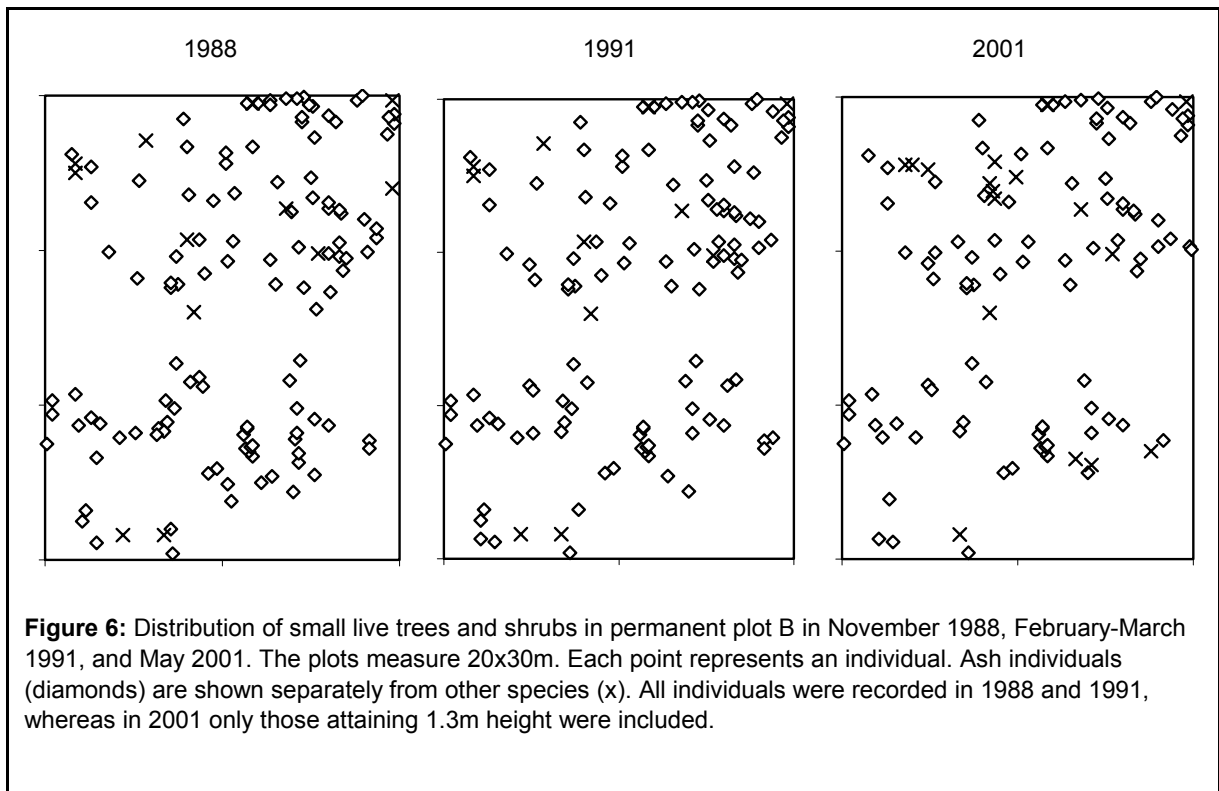 1988
1991
2001
Figure 6: Distribution of small live trees and shrubs in permanent plot B in November 1988, February-March
1991, and May 2001. The plots measure 20x30m. Each point represents an individual. Ash individuals
(diamonds) are shown separately from other species (x). All individuals were recorded in 1988 and 1991,
whereas in 2001 only those attaining 1.3m height were included.